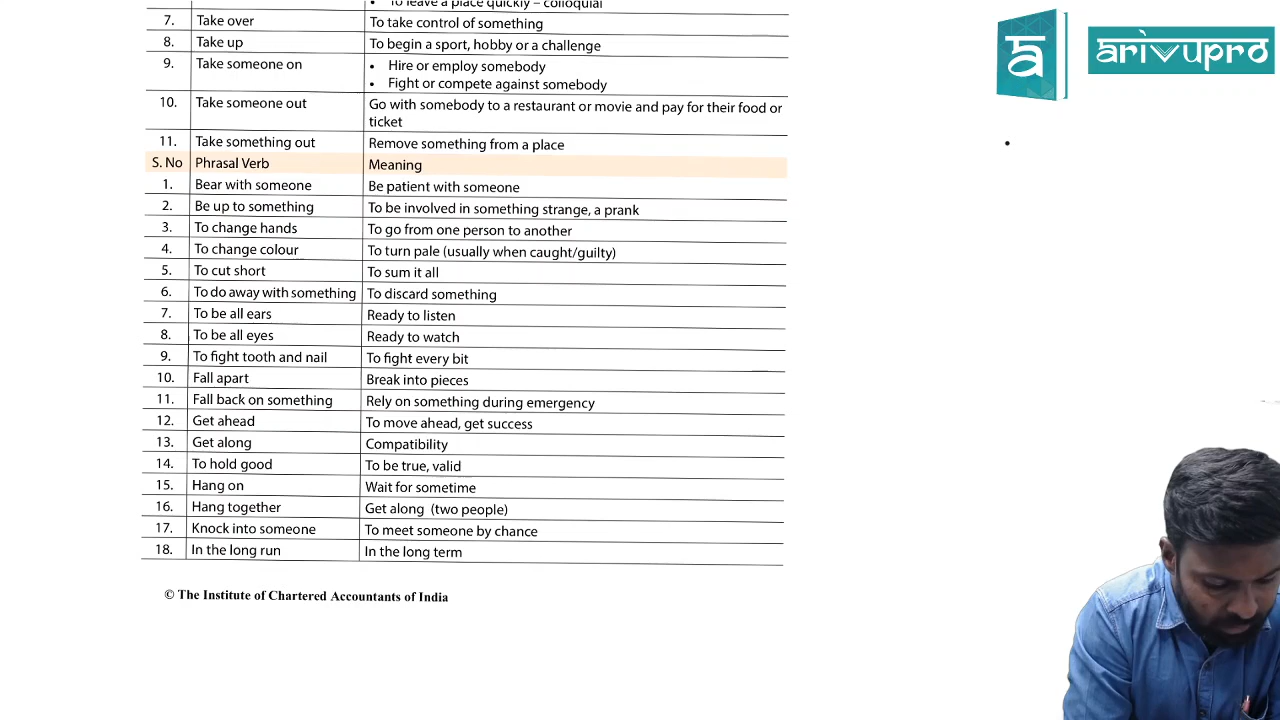 • To leave a place quickly – colloquial
7. Take over To take control of something
8. Take up To begin a sport, hobby or a challenge
9. Take someone on • Hire or employ somebody
• Fight or compete against somebody
10. Take someone out Go with somebody to a restaurant or movie and pay for their food or
ticket
11. Take something out Remove something from a place
S. No Phrasal Verb Meaning
1. Bear with someone Be patient with someone
2. Be up to something To be involved in something strange, a prank
3. To change hands To go from one person to another
4. To change colour To turn pale (usually when caught/guilty)
5. To cut short To sum it all
6. To do away with something To discard something
7. To be all ears Ready to listen
8. To be all eyes Ready to watch
9. To fight tooth and nail To fight every bit
10. Fall apart Break into pieces
11. Fall back on something Rely on something during emergency
12. Get ahead To move ahead, get success
13. Get along Compatibility
14. To hold good To be true, valid
15. Hang on Wait for sometime
16. Hang together Get along (two people)
17. Knock into someone To meet someone by chance
18. In the long run In the long term
© The Institute of Chartered Accountants of India
arivupro